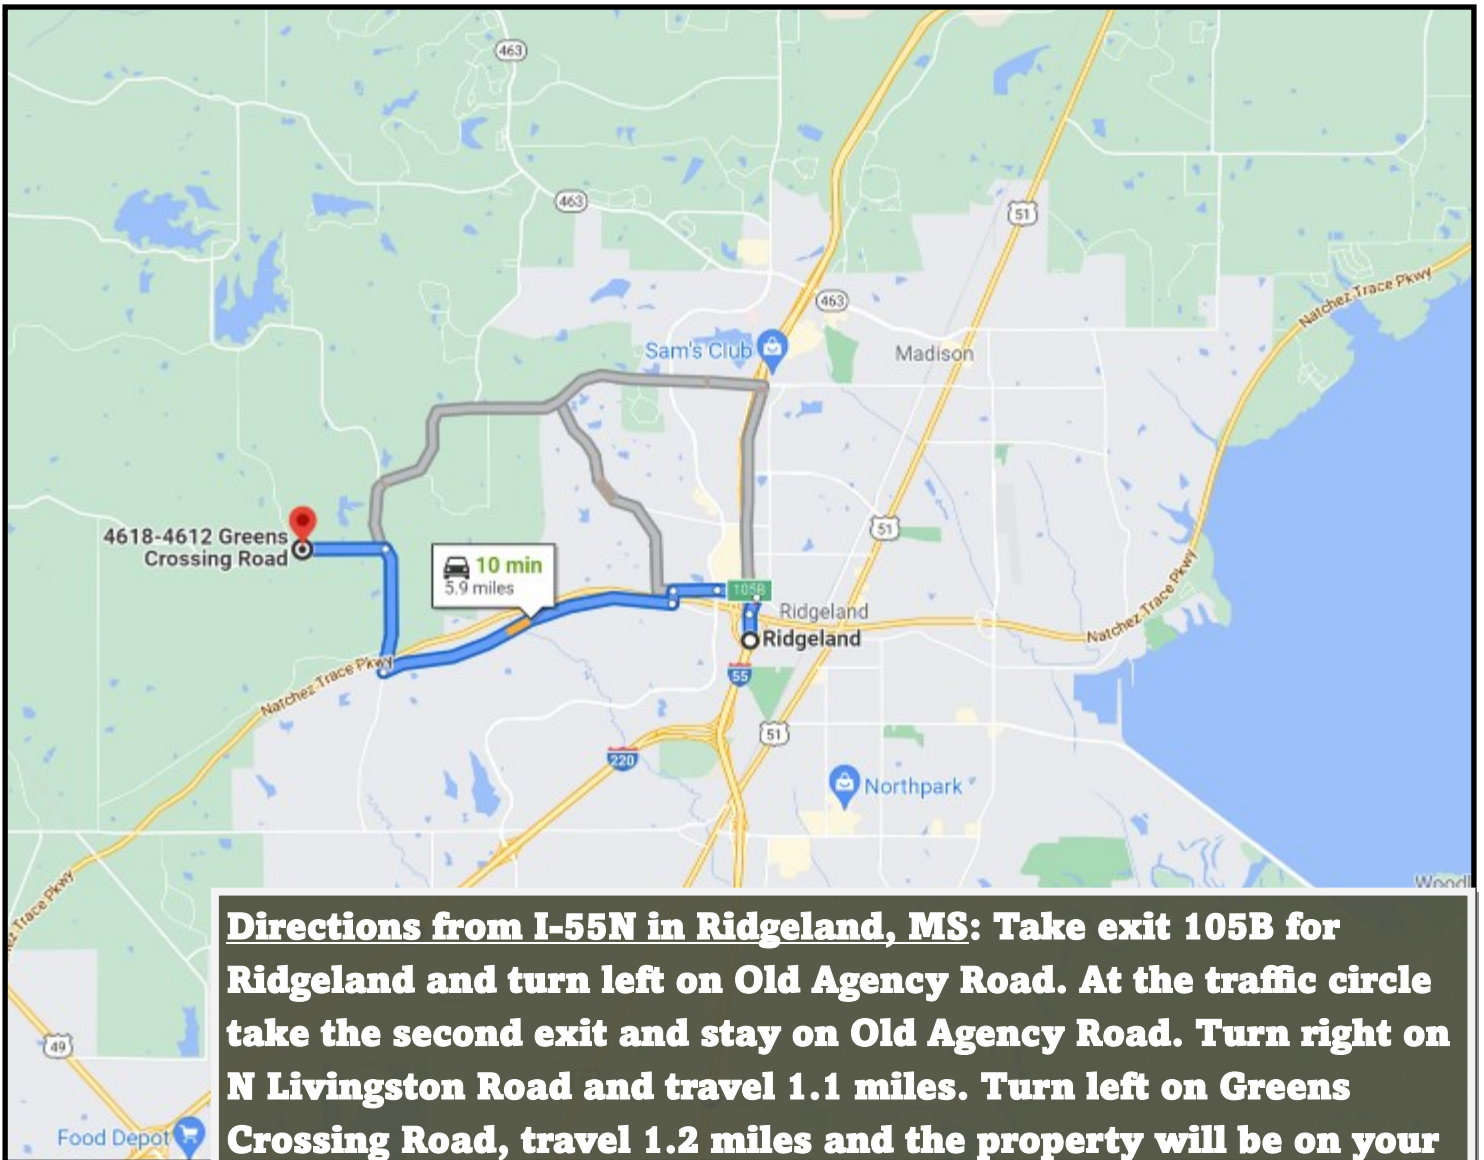 463
463
51
Natchez Trace Pkwy
463
Sam's Club
Madison
51
4618-4612 Greens
Crossing Road
10 min
5.9 miles
105B
Ridgeland
Ridgeland
Natchez Trace Pkwy
Natchez Trace Pkwy
55
51
220
Northpark
Trace Pkwy
49
Food Depot
Directions from I-55N in Ridgeland, MS: Take exit 105B for
Ridgeland and turn left on Old Agency Road. At the traffic circle
take the second exit and stay on Old Agency Road. Turn right on
N Livingston Road and travel 1.1 miles. Turn left on Greens
Crossing Road, travel 1.2 miles and the property will be on your